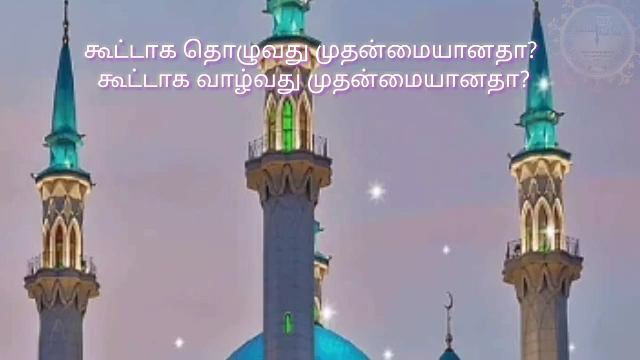 கூட்டாக தொழுவது முதன்மையானதா?
கூட்டாக வாழ்வது முதன்மையானதா?